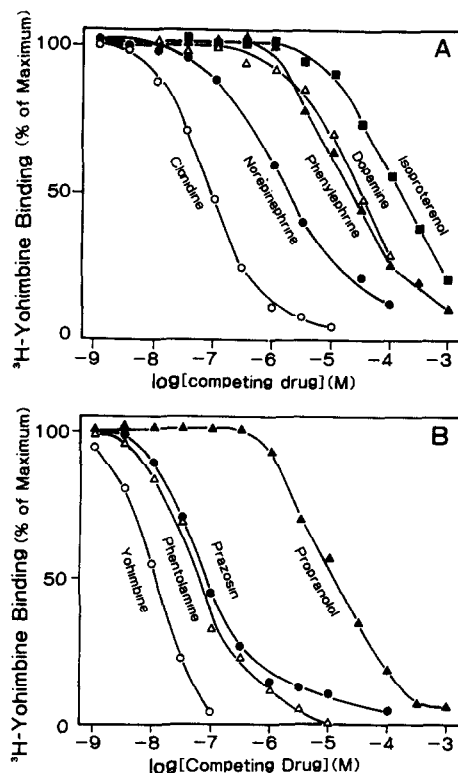 A
³H-Yohimbine Binding (% of Maximum)
100
50
0
Clonidine
Norepinephrine
Phenylephrine
Dopamine
Isoproterenol
-9 -8 -7 -6 -5 -4 -3
log[competing drug](M)
B
³H-Yohimbine Binding (% of Maximum)
100
50
0
Yohimbine
Phentolamine
Prazosin
Propranolol
-9 -8 -7 -6 -5 -4 -3
log[Competing Drug](M)